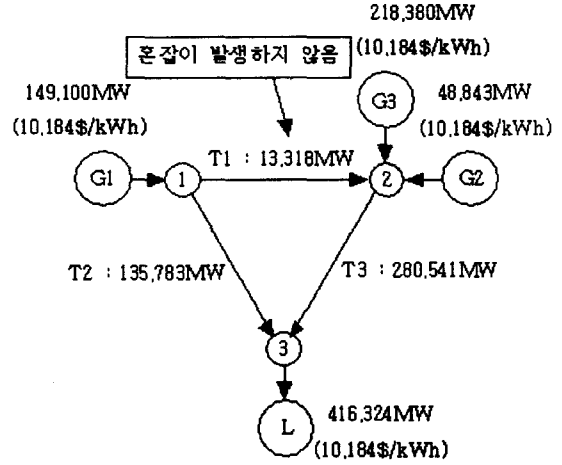 218,380MW
(10,184$/kWh)
혼잡이 발생하지 않음
149,100MW
(10,184$/kWh)
G3
48,843MW
(10,184$/kWh)
T1 : 13,318MW
G1
1
2
G2
T2 : 135,783MW
T3 : 280,541MW
3
L
416,324MW
(10,184$/kWh)